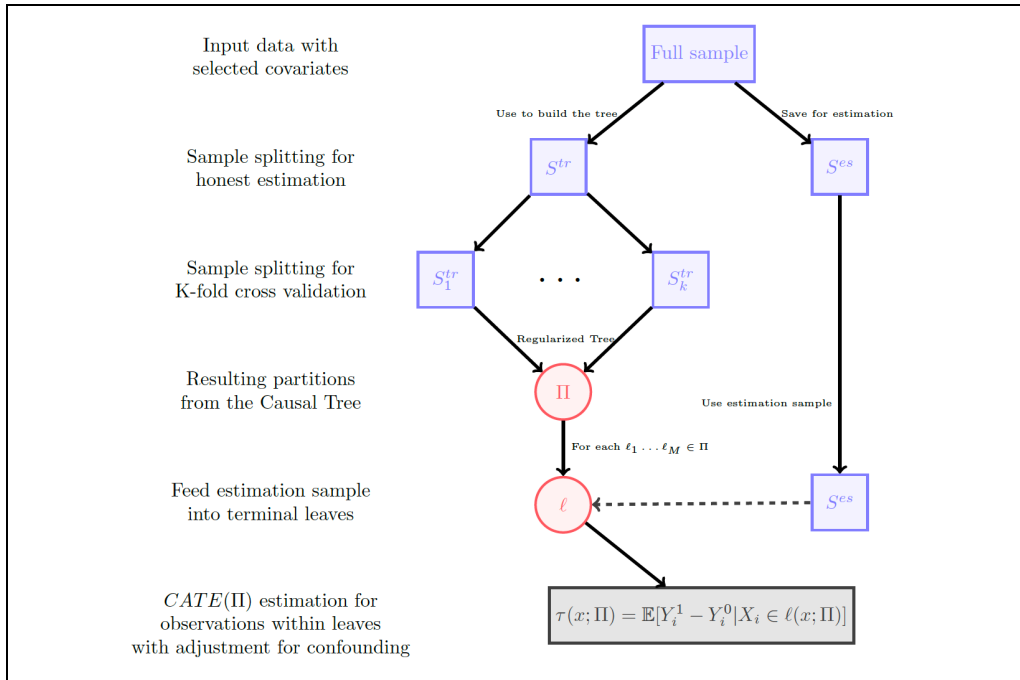 Input data with
selected covariates
Full sample
Use to build the tree
Save for estimation
Sample splitting for
honest estimation
S^{tr}
S^{es}
Sample splitting for
K-fold cross validation
S_1^{tr}
· · ·
S_k^{tr}
Regularized Tree
Resulting partitions
from the Causal Tree
Π
Use estimation sample
For each ℓ_1 . . . ℓ_M ∈ Π
Feed estimation sample
into terminal leaves
ℓ
S^{es}
CATE(Π) estimation for
observations within leaves
with adjustment for confounding
τ(x; Π) = 𝔼[Y_i^1 − Y_i^0|X_i ∈ ℓ(x; Π)]